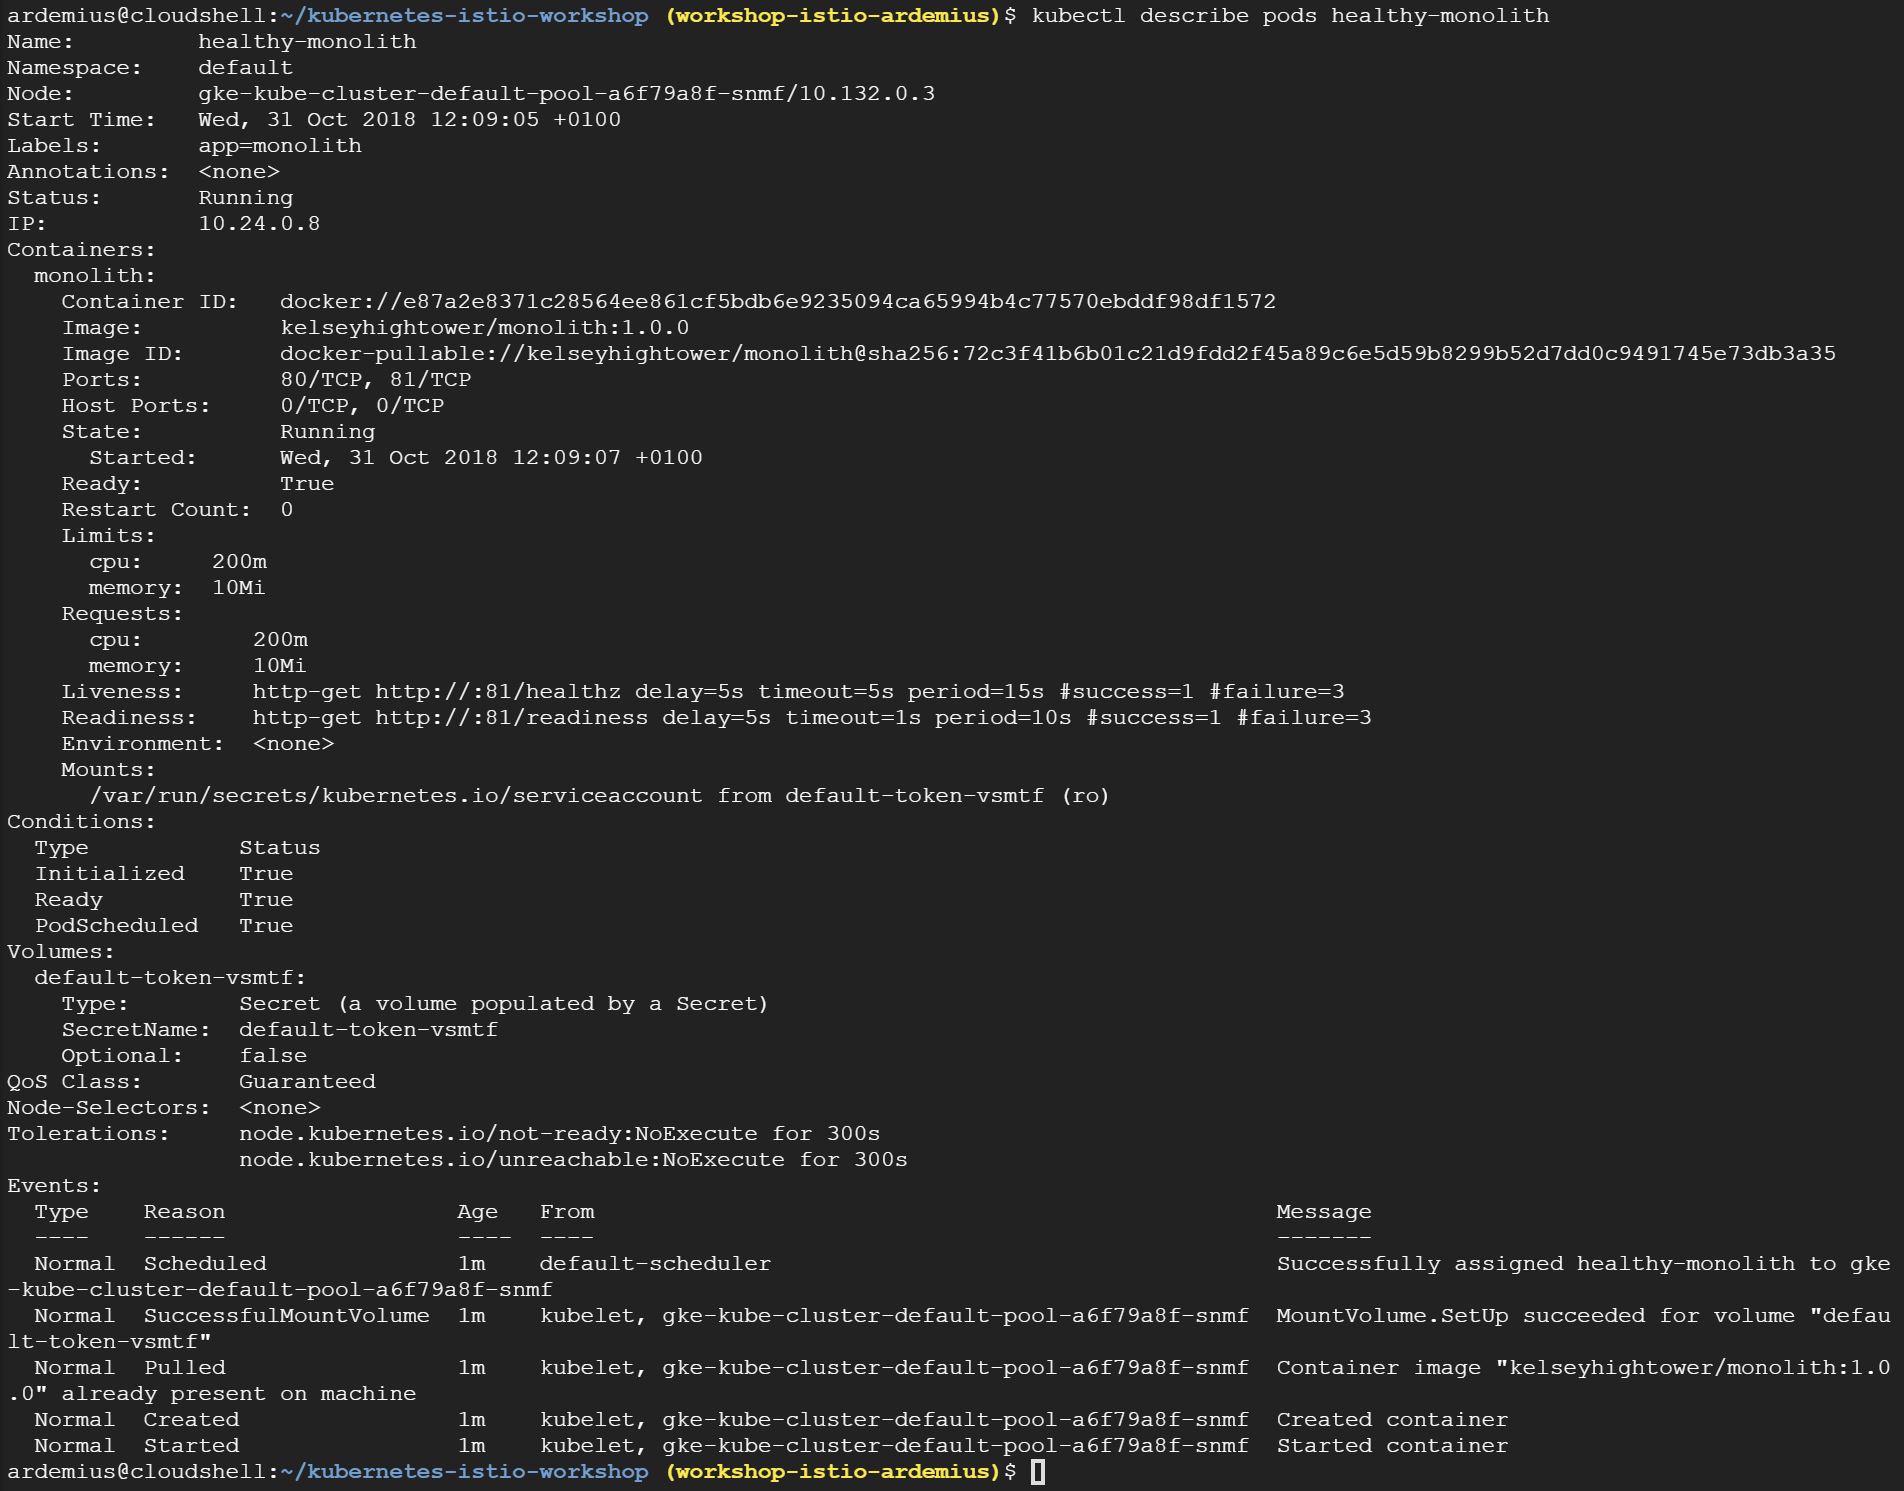 ardemius@cloudshell:~/kubernetes-istio-workshop (workshop-istio-ardemius)$ kubectl describe pods healthy-monolith
Name:         healthy-monolith
Namespace:    default
Node:         gke-kube-cluster-default-pool-a6f79a8f-snmf/10.132.0.3
Start Time:   Wed, 31 Oct 2018 12:09:05 +0100
Labels:       app=monolith
Annotations:  <none>
Status:       Running
IP:           10.24.0.8
Containers:
  monolith:
    Container ID:   docker://e87a2e8371c28564ee861cf5bdb6e9235094ca65994b4c77570ebddf98df1572
    Image:          kelseyhightower/monolith:1.0.0
    Image ID:       docker-pullable://kelseyhightower/monolith@sha256:72c3f41b6b01c21d9fdd2f45a89c6e5d59b8299b52d7dd0c9491745e73db3a35
    Ports:          80/TCP, 81/TCP
    Host Ports:     0/TCP, 0/TCP
    State:          Running
      Started:      Wed, 31 Oct 2018 12:09:07 +0100
    Ready:          True
    Restart Count:  0
    Limits:
      cpu:     200m
      memory:  10Mi
    Requests:
      cpu:        200m
      memory:     10Mi
    Liveness:     http-get http://:81/healthz delay=5s timeout=5s period=15s #success=1 #failure=3
    Readiness:    http-get http://:81/readiness delay=5s timeout=1s period=10s #success=1 #failure=3
    Environment:  <none>
    Mounts:
      /var/run/secrets/kubernetes.io/serviceaccount from default-token-vsmtf (ro)
Conditions:
  Type           Status
  Initialized    True
  Ready          True
  PodScheduled   True
Volumes:
  default-token-vsmtf:
    Type:        Secret (a volume populated by a Secret)
    SecretName:  default-token-vsmtf
    Optional:    false
QoS Class:       Guaranteed
Node-Selectors:  <none>
Tolerations:     node.kubernetes.io/not-ready:NoExecute for 300s
                 node.kubernetes.io/unreachable:NoExecute for 300s
Events:
  Type    Reason                 Age   From                                                  Message
  ----    ------                 ----  ----                                                  -------
  Normal  Scheduled              1m    default-scheduler                                     Successfully assigned healthy-monolith to gke
-kube-cluster-default-pool-a6f79a8f-snmf
  Normal  SuccessfulMountVolume  1m    kubelet, gke-kube-cluster-default-pool-a6f79a8f-snmf  MountVolume.SetUp succeeded for volume "defau
lt-token-vsmtf"
  Normal  Pulled                 1m    kubelet, gke-kube-cluster-default-pool-a6f79a8f-snmf  Container image "kelseyhightower/monolith:1.0
.0" already present on machine
  Normal  Created                1m    kubelet, gke-kube-cluster-default-pool-a6f79a8f-snmf  Created container
  Normal  Started                1m    kubelet, gke-kube-cluster-default-pool-a6f79a8f-snmf  Started container
ardemius@cloudshell:~/kubernetes-istio-workshop (workshop-istio-ardemius)$